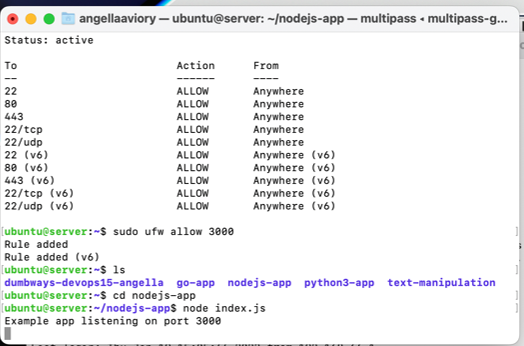 angellaaviory — ubuntu@server: ~/nodejs-app — multipass • multipass-g...
Status: active
To Action From
-- ------ ----
22 ALLOW Anywhere
80 ALLOW Anywhere
443 ALLOW Anywhere
22/tcp ALLOW Anywhere
22/udp ALLOW Anywhere
22 (v6) ALLOW Anywhere (v6)
80 (v6) ALLOW Anywhere (v6)
443 (v6) ALLOW Anywhere (v6)
22/tcp (v6) ALLOW Anywhere (v6)
22/udp (v6) ALLOW Anywhere (v6)
[ubuntu@server:~$ sudo ufw allow 3000 ]
Rule added
Rule added (v6)
[ubuntu@server:~$ ls ]
dumbways-devops15-angella go-app nodejs-app python3-app text-manipulation
[ubuntu@server:~$ cd nodejs-app ]
[ubuntu@server:~/nodejs-app$ node index.js ]
Example app listening on port 3000